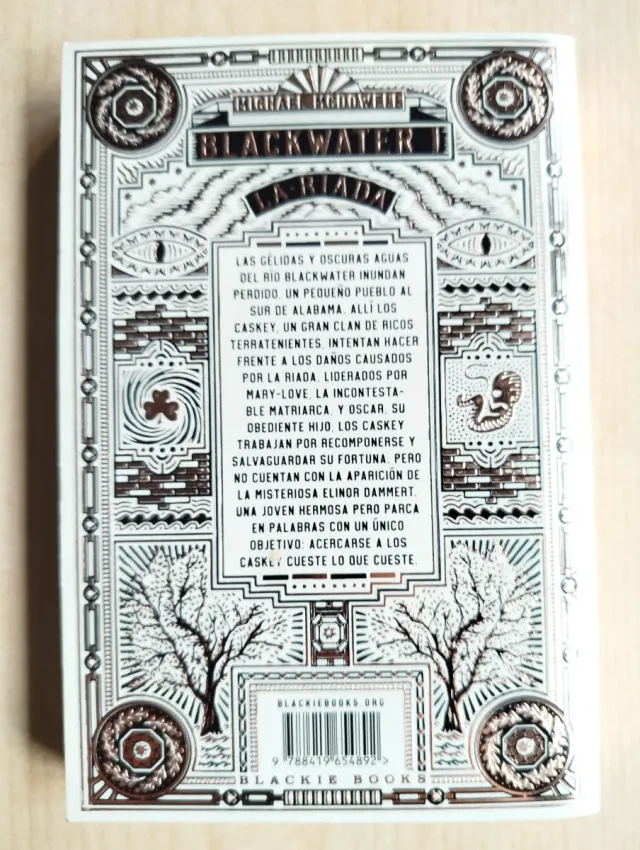 MICHAEL MCDOWELL
BLACKWATER I
LA RIADA
LAS GÉLIDAS Y OSCURAS AGUAS
DEL RÍO BLACKWATER INUNDAN
PERDIDO, UN PEQUEÑO PUEBLO AL
SUR DE ALABAMA. ALLÍ LOS
CASKEY, UN GRAN CLAN DE RICOS
TERRATENIENTES, INTENTAN HACER
FRENTE A LOS DAÑOS CAUSADOS
POR LA RIADA. LIDERADOS POR
MARY-LOVE, LA INCONTESTA-
BLE MATRIARCA, Y OSCAR, SU
OBEDIENTE HIJO, LOS CASKEY
TRABAJAN POR RECOMPONERSE Y
SALVAGUARDAR SU FORTUNA. PERO
NO CUENTAN CON LA APARICIÓN DE
LA MISTERIOSA ELINOR DAMMERT,
UNA JOVEN HERMOSA PERO PARCA
EN PALABRAS CON UN ÚNICO
OBJETIVO: ACERCARSE A LOS
CASKEY CUESTE LO QUE CUESTE.
BLACKIEBOOKS.ORG
9 788419 654892 >
BLACKIE BOOKS